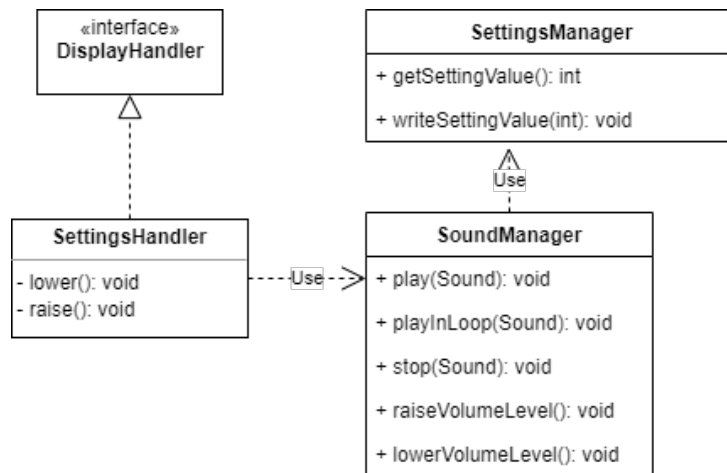 «interface»
DisplayHandler
SettingsManager
+ getSettingValue(): int
+ writeSettingValue(int): void
Use
SettingsHandler
- lower(): void
- raise(): void
Use
SoundManager
+ play(Sound): void
+ playInLoop(Sound): void
+ stop(Sound): void
+ raiseVolumeLevel(): void
+ lowerVolumeLevel(): void